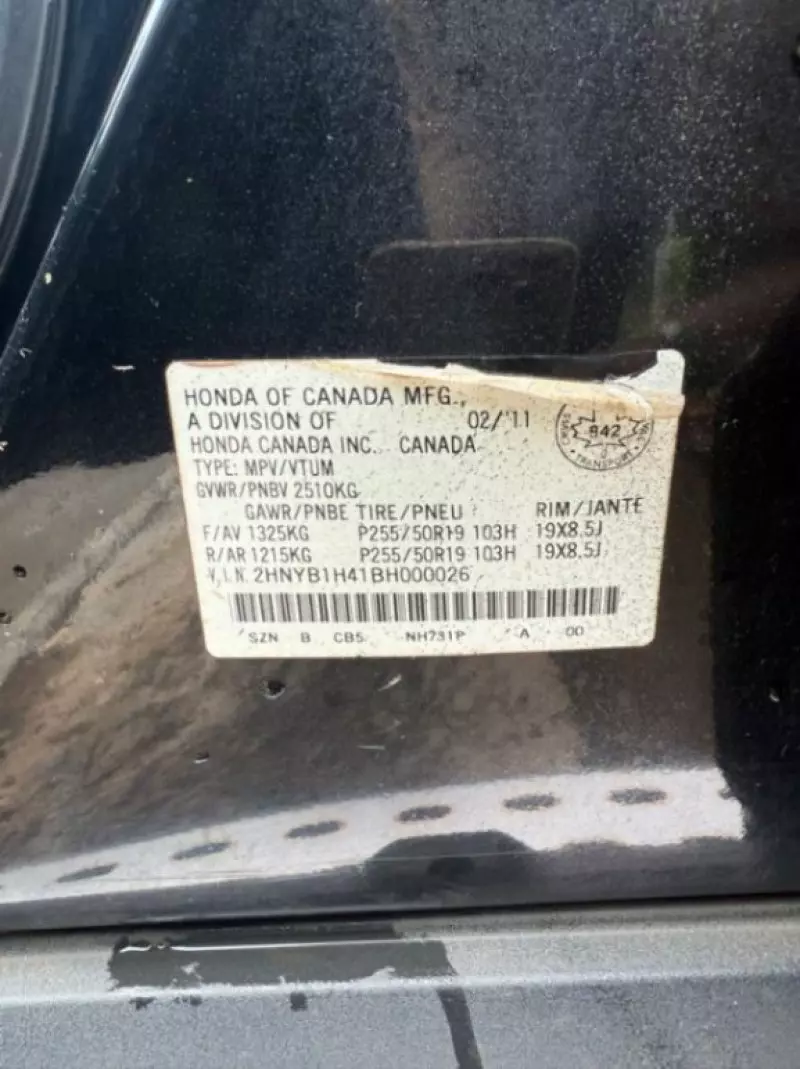 HONDA OF CANADA MFG.,
A DIVISION OF 02/'11
HONDA CANADA INC., CANADA
TYPE: MPV/VTUM
GVWR/PNBV 2510KG
GAWR/PNBE TIRE/PNEU RIM/JANTE
F/AV 1325KG P255/50R19 103H 19X8.5J
R/AR 1215KG P255/50R19 103H 19X8.5J
V.I.N. 2HNYB1H41BH000026
SZN B CB5 NH731P A 00
842
TRANSPORT